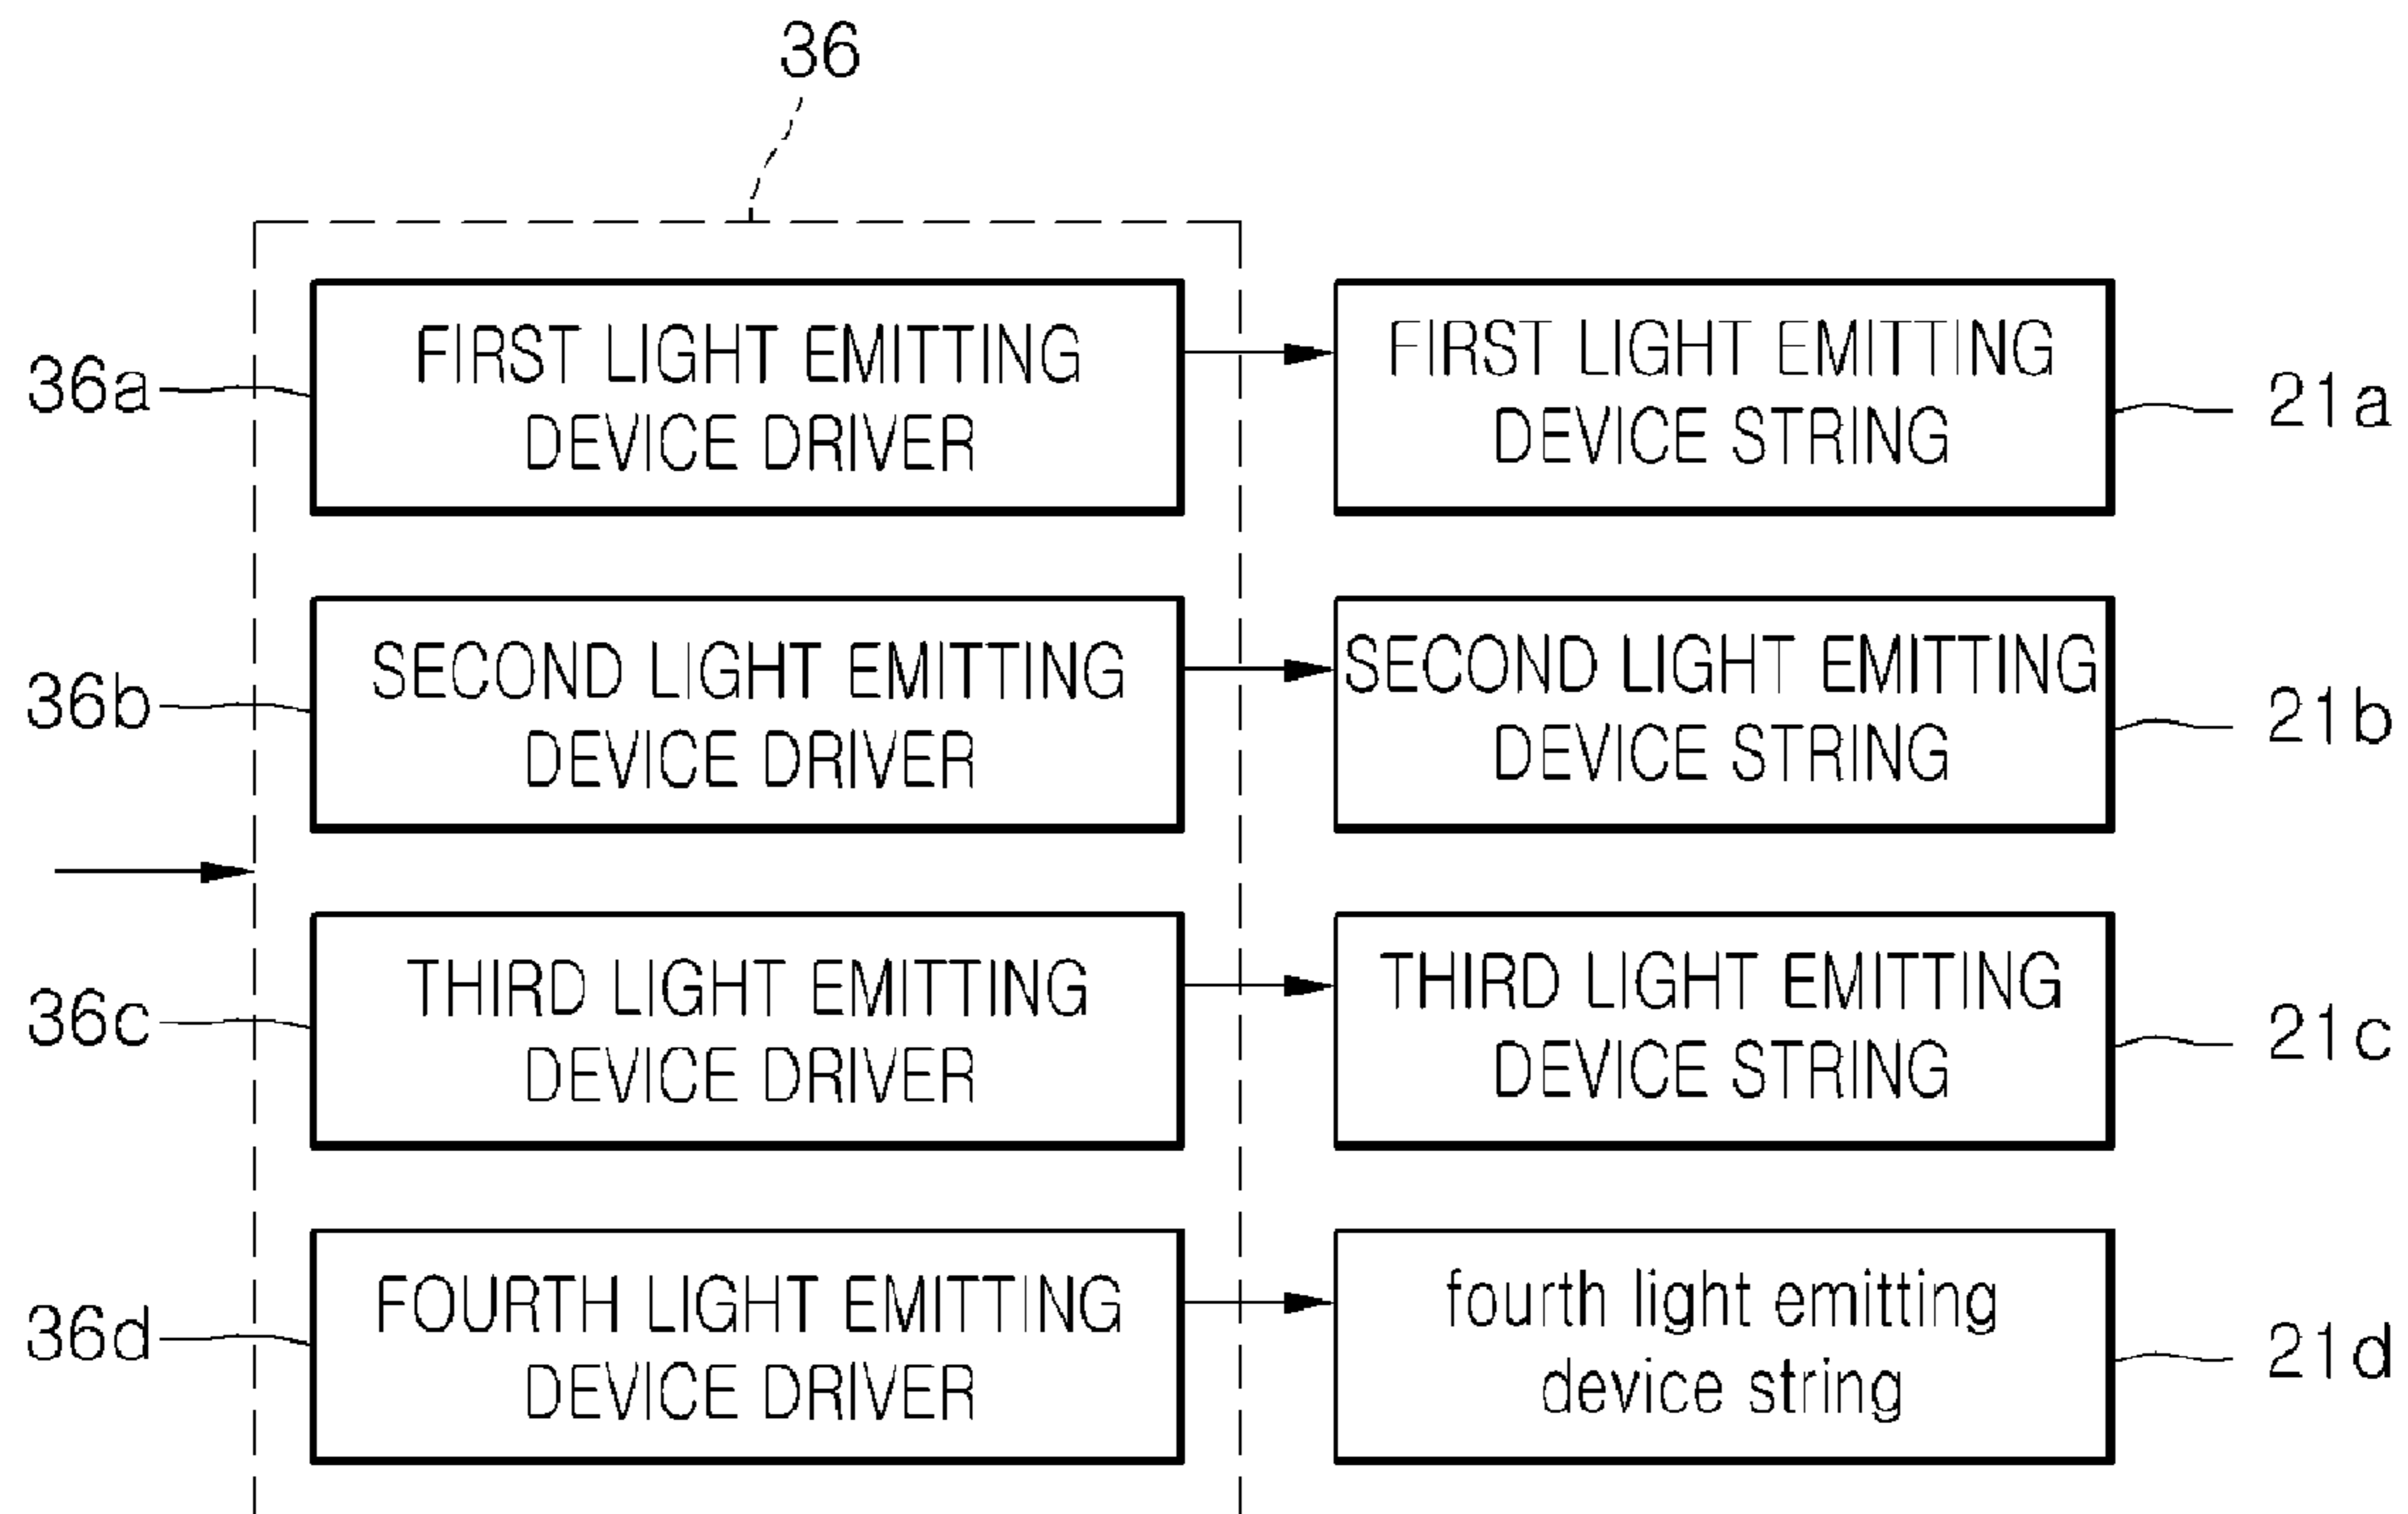 36
36a
FIRST LIGHT EMITTING
DEVICE DRIVER
FIRST LIGHT EMITTING
DEVICE STRING
21a
36b
SECOND LIGHT EMITTING
DEVICE DRIVER
SECOND LIGHT EMITTING
DEVICE STRING
21b
36c
THIRD LIGHT EMITTING
DEVICE DRIVER
THIRD LIGHT EMITTING
DEVICE STRING
21c
36d
FOURTH LIGHT EMITTING
DEVICE DRIVER
fourth light emitting
device string
21d